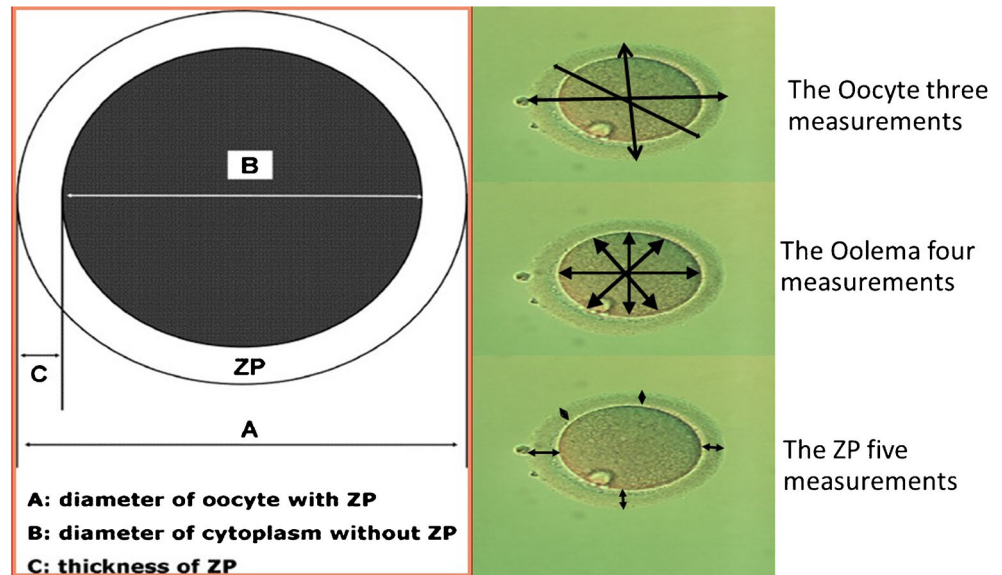 B
ZP
C
A
A: diameter of oocyte with ZP
B: diameter of cytoplasm without ZP
C: thickness of ZP
The Oocyte three
measurements
The Oolema four
measurements
The ZP five
measurements